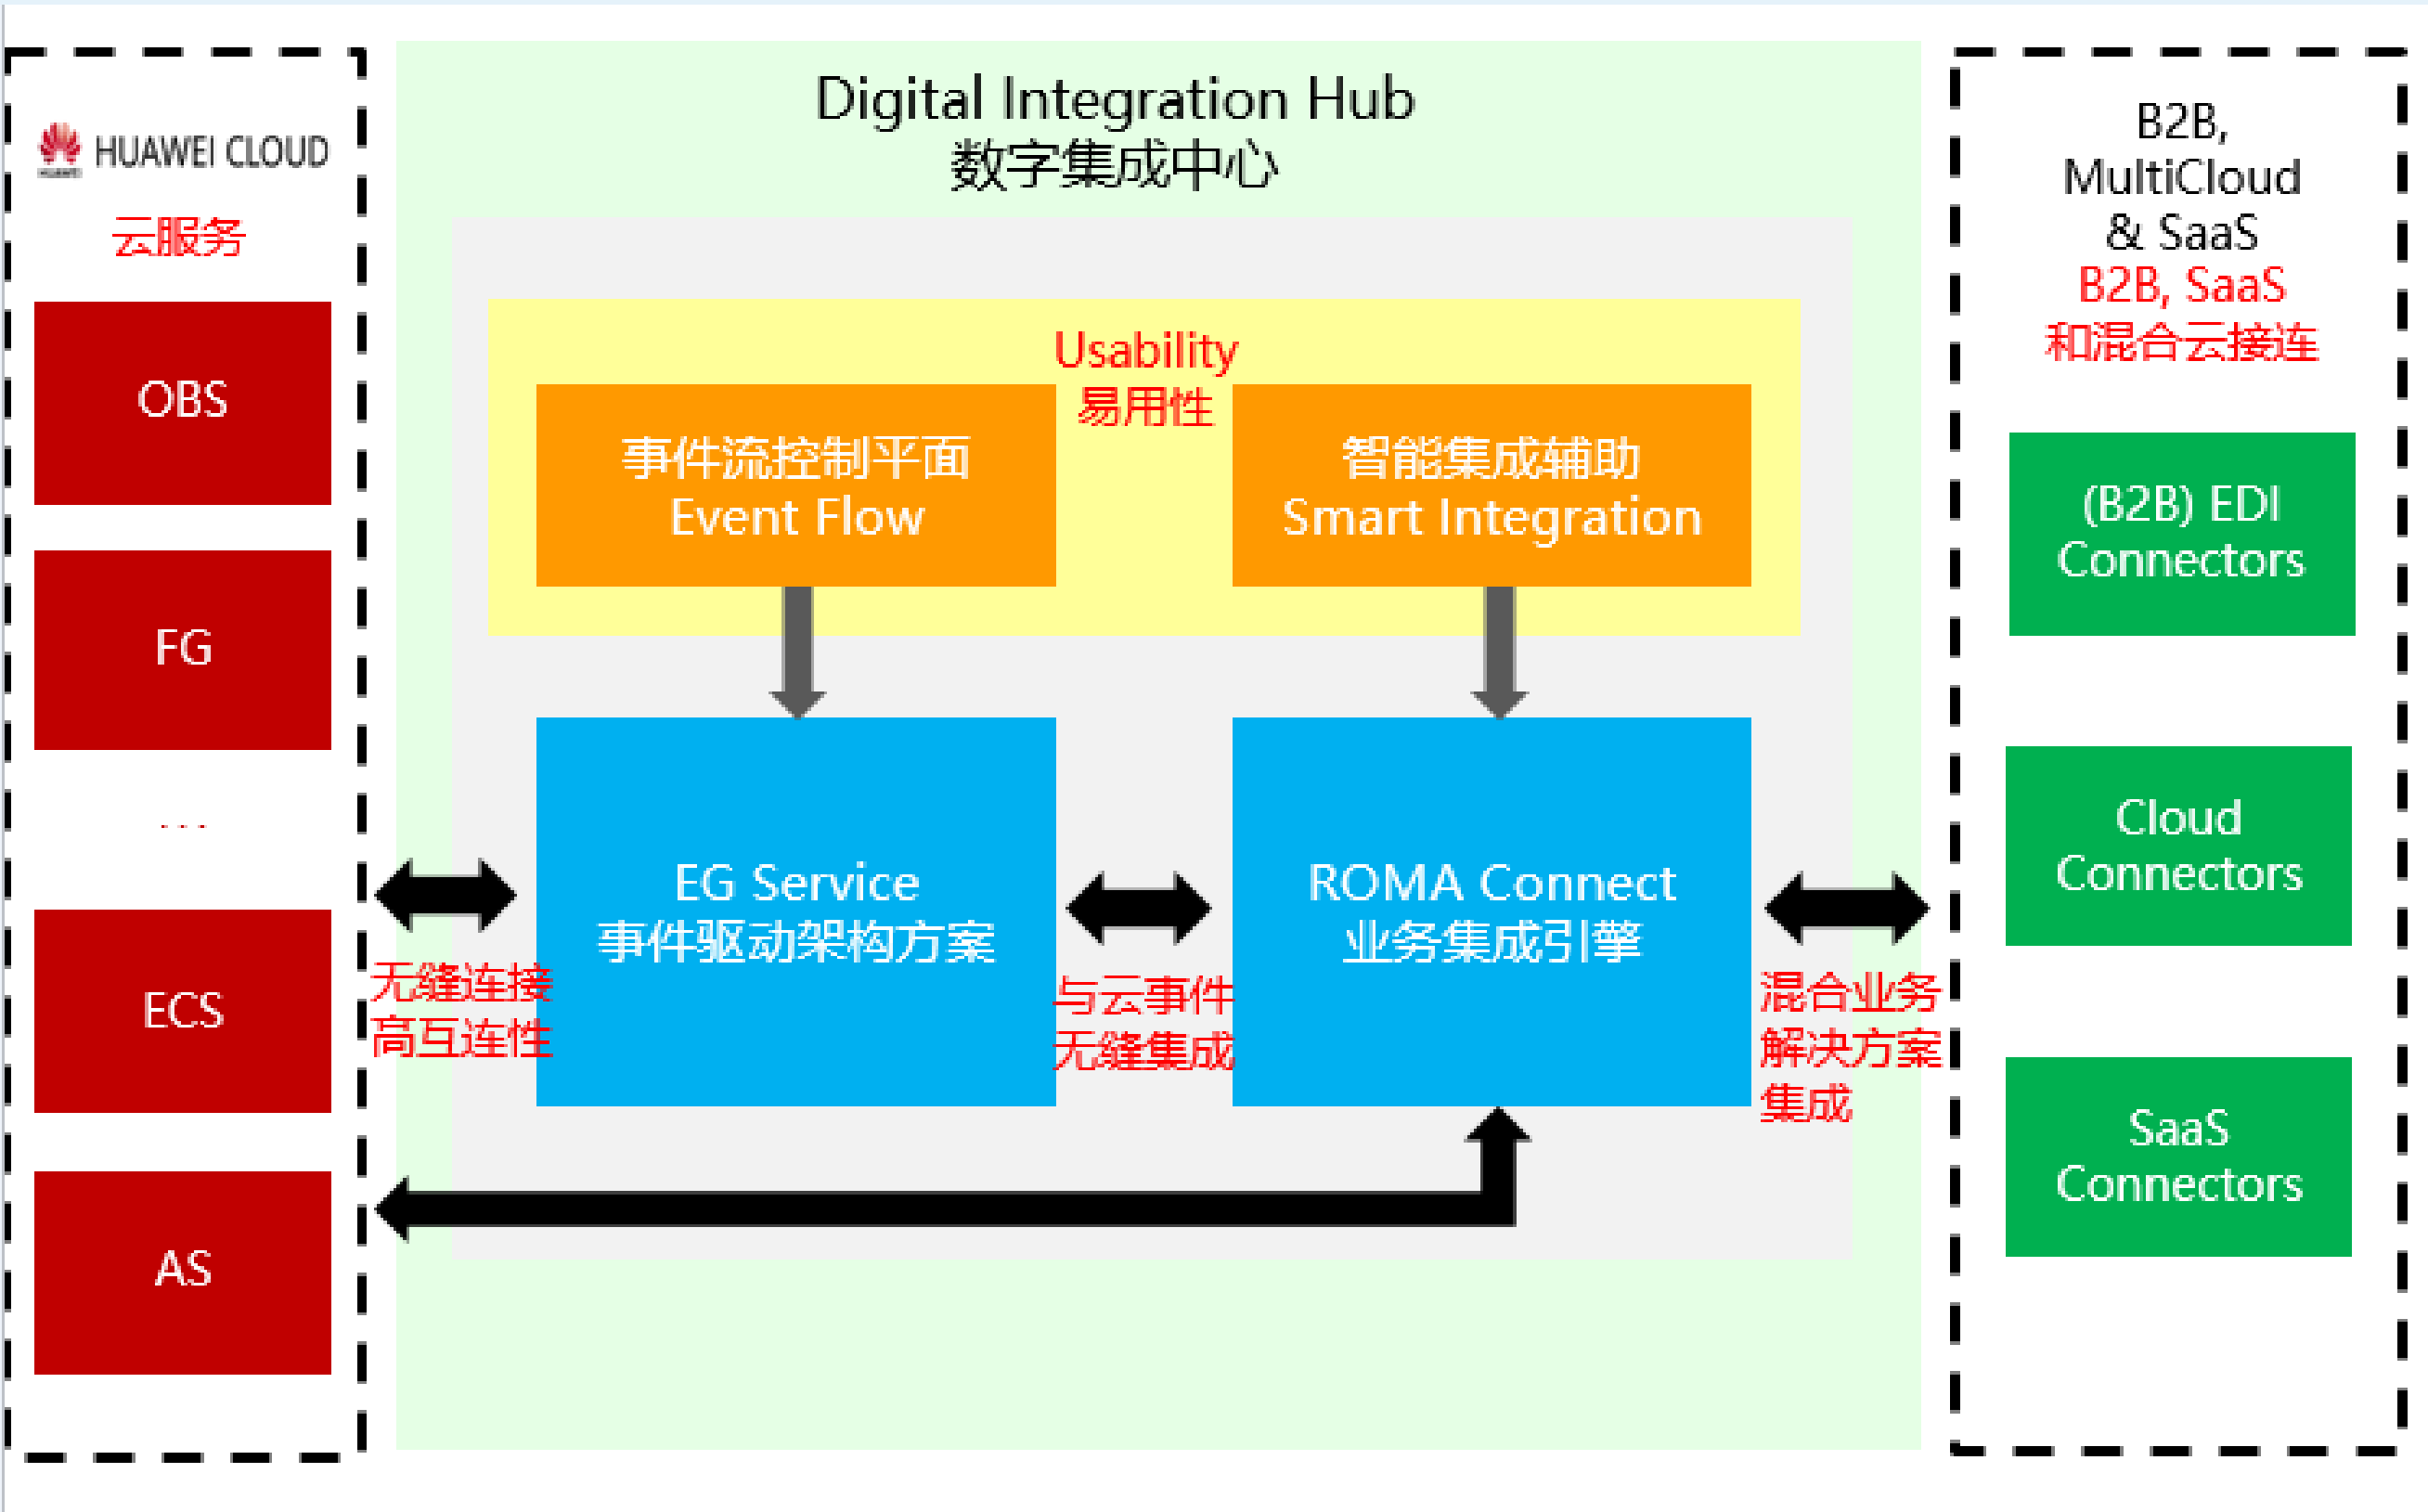 HUAWEI
HUAWEI CLOUD
云服务
OBS
FG
...
ECS
AS
Digital Integration Hub
数字集成中心
Usability
易用性
事件流控制平面
Event Flow
智能集成辅助
Smart Integration
EG Service
事件驱动架构方案
ROMA Connect
业务集成引擎
无缝连接
高互连性
与云事件
无缝集成
混合业务
解决方案
集成
B2B,
MultiCloud
& SaaS
B2B, SaaS
和混合云接连
(B2B) EDI
Connectors
Cloud
Connectors
SaaS
Connectors